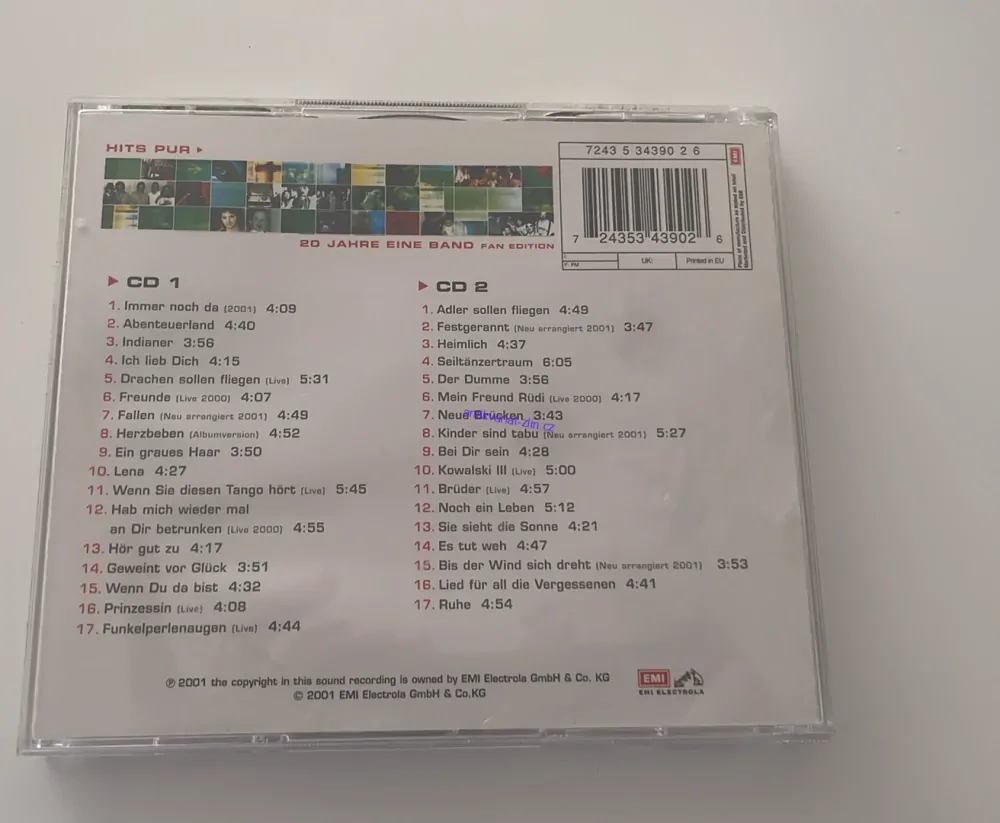 HITS PUR
20 JAHRE EINE BAND FAN EDITION
7243 5 34390 2 6
7 24353 43902 6
EMI
UK:
Printed in EU
CD 1
1. Immer noch da (2001) 4:09
2. Abenteuerland 4:40
3. Indianer 3:56
4. Ich lieb Dich 4:15
5. Drachen sollen fliegen (Live) 5:31
6. Freunde (Live 2000) 4:07
7. Fallen (Neu arrangiert 2001) 4:49
8. Herzbeben (Albumversion) 4:52
9. Ein graues Haar 3:50
10. Lena 4:27
11. Wenn Sie diesen Tango hört (Live) 5:45
12. Hab mich wieder mal
an Dir betrunken (Live 2000) 4:55
13. Hör gut zu 4:17
14. Geweint vor Glück 3:51
15. Wenn Du da bist 4:32
16. Prinzessin (Live) 4:08
17. Funkelperlenaugen (Live) 4:44
CD 2
1. Adler sollen fliegen 4:49
2. Festgerannt (Neu arrangiert 2001) 3:47
3. Heimlich 4:37
4. Seiltänzertraum 6:05
5. Der Dumme 3:56
6. Mein Freund Rüdi (Live 2000) 4:17
7. Neue Brücken 3:43
8. Kinder sind tabu (Neu arrangiert 2001) 5:27
9. Bei Dir sein 4:28
10. Kowalski III (Live) 5:00
11. Brüder (Live) 4:57
12. Noch ein Leben 5:12
13. Sie sieht die Sonne 4:21
14. Es tut weh 4:47
15. Bis der Wind sich dreht (Neu arrangiert 2001) 3:53
16. Lied für all die Vergessenen 4:41
17. Ruhe 4:54
℗ 2001 the copyright in this sound recording is owned by EMI Electrola GmbH & Co. KG
© 2001 EMI Electrola GmbH & Co.KG
EMI
EMI ELECTROLA